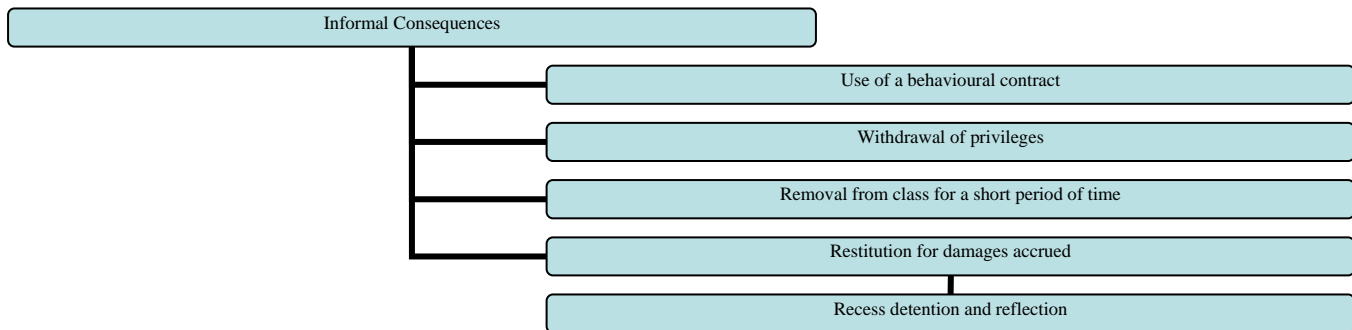 Informal Consequences
Use of a behavioural contract
Withdrawal of privileges
Removal from class for a short period of time
Restitution for damages accrued
Recess detention and reflection